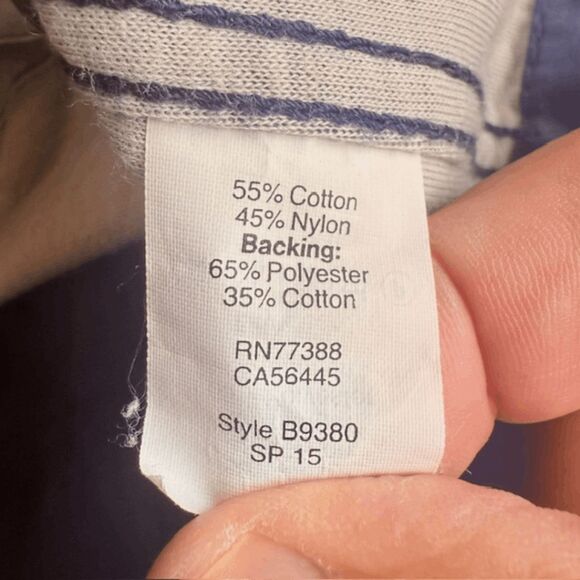 55% Cotton
45% Nylon
Backing:
65% Polyester
35% Cotton
RN77388
CA56445
Style B9380
SP 15